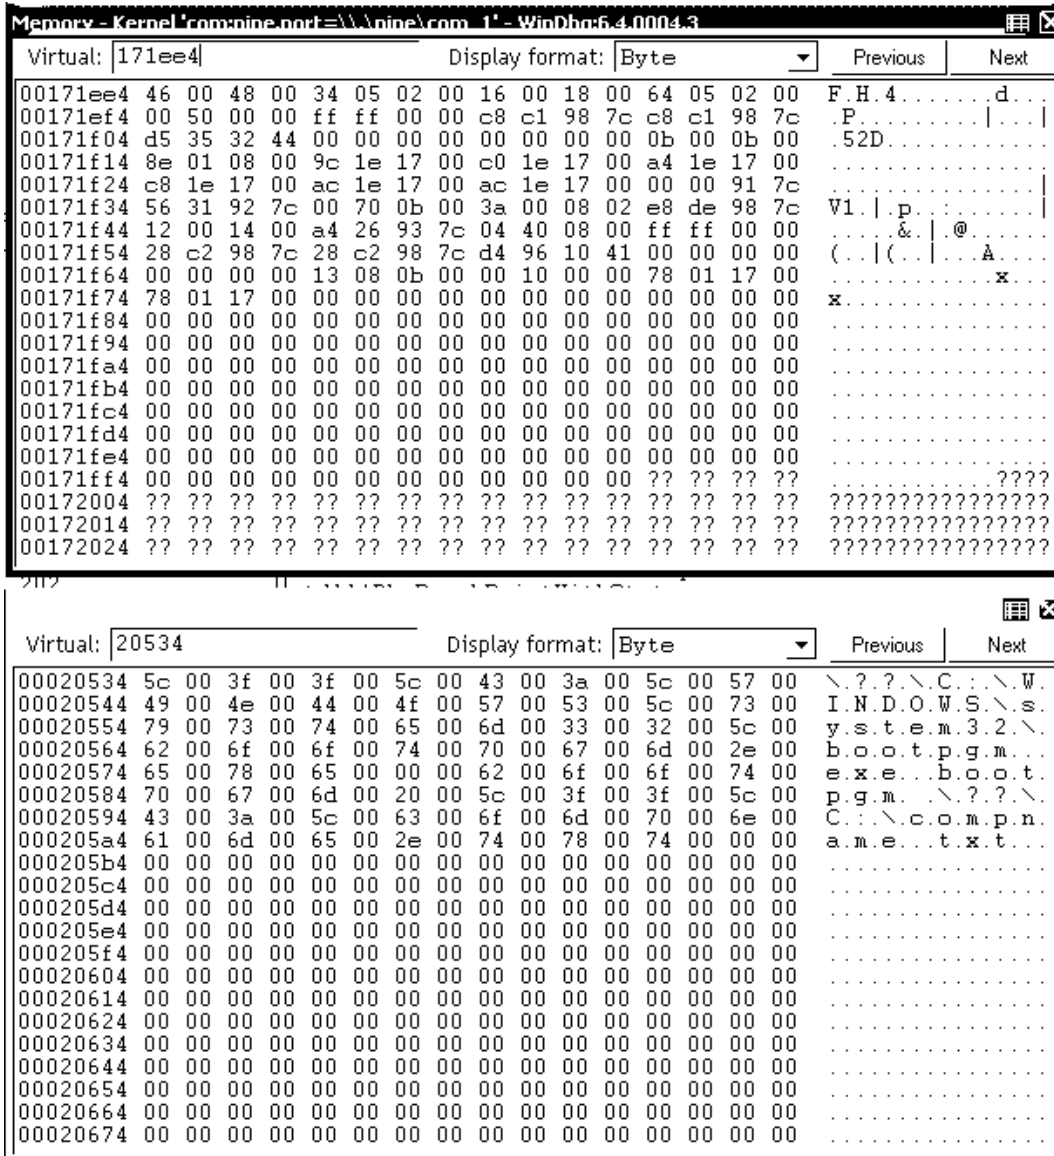 Memory - Kernel 'com:pipe,port=\\.\pipe\com_1' - WinDbg:6.4.0004.3
Virtual: 171ee4 Display format: Byte Previous Next
00171ee4 46 00 48 00 34 05 02 00 16 00 18 00 64 05 02 00 F.H.4.......d...
00171ef4 00 50 00 00 ff ff 00 00 c8 c1 98 7c c8 c1 98 7c .P.........|...|
00171f04 d5 35 32 44 00 00 00 00 00 00 00 00 0b 00 0b 00 .52D............
00171f14 8e 01 08 00 9c 1e 17 00 c0 1e 17 00 a4 1e 17 00 ................
00171f24 c8 1e 17 00 ac 1e 17 00 ac 1e 17 00 00 00 91 7c ...............|
00171f34 56 31 92 7c 00 70 0b 00 3a 00 08 02 e8 de 98 7c V1.|.p..:......|
00171f44 12 00 14 00 a4 26 93 7c 04 40 08 00 ff ff 00 00 .....&.|.@......
00171f54 28 c2 98 7c 28 c2 98 7c d4 96 10 41 00 00 00 00 (..|(..|...A....
00171f64 00 00 00 00 13 08 0b 00 00 10 00 00 78 01 17 00 ............x...
00171f74 78 01 17 00 00 00 00 00 00 00 00 00 00 00 00 00 x...............
00171f84 00 00 00 00 00 00 00 00 00 00 00 00 00 00 00 00 ................
00171f94 00 00 00 00 00 00 00 00 00 00 00 00 00 00 00 00 ................
00171fa4 00 00 00 00 00 00 00 00 00 00 00 00 00 00 00 00 ................
00171fb4 00 00 00 00 00 00 00 00 00 00 00 00 00 00 00 00 ................
00171fc4 00 00 00 00 00 00 00 00 00 00 00 00 00 00 00 00 ................
00171fd4 00 00 00 00 00 00 00 00 00 00 00 00 00 00 00 00 ................
00171fe4 00 00 00 00 00 00 00 00 00 00 00 00 00 00 00 00 ................
00171ff4 00 00 00 00 00 00 00 00 00 00 00 00 ?? ?? ?? ?? ............????
00172004 ?? ?? ?? ?? ?? ?? ?? ?? ?? ?? ?? ?? ?? ?? ?? ?? ????????????????
00172014 ?? ?? ?? ?? ?? ?? ?? ?? ?? ?? ?? ?? ?? ?? ?? ?? ????????????????
00172024 ?? ?? ?? ?? ?? ?? ?? ?? ?? ?? ?? ?? ?? ?? ?? ?? ????????????????
Virtual: 20534 Display format: Byte Previous Next
00020534 5c 00 3f 00 3f 00 5c 00 43 00 3a 00 5c 00 57 00 \.?.?.\.C.:.\.W.
00020544 49 00 4e 00 44 00 4f 00 57 00 53 00 5c 00 73 00 I.N.D.O.W.S.\.s.
00020554 79 00 73 00 74 00 65 00 6d 00 33 00 32 00 5c 00 y.s.t.e.m.3.2.\.
00020564 62 00 6f 00 6f 00 74 00 70 00 67 00 6d 00 2e 00 b.o.o.t.p.g.m...
00020574 65 00 78 00 65 00 00 00 62 00 6f 00 6f 00 74 00 e.x.e...b.o.o.t.
00020584 70 00 67 00 6d 00 20 00 5c 00 3f 00 3f 00 5c 00 p.g.m. .\.?.?.\.
00020594 43 00 3a 00 5c 00 63 00 6f 00 6d 00 70 00 6e 00 C.:.\.c.o.m.p.n.
000205a4 61 00 6d 00 65 00 2e 00 74 00 78 00 74 00 00 00 a.m.e...t.x.t...
000205b4 00 00 00 00 00 00 00 00 00 00 00 00 00 00 00 00 ................
000205c4 00 00 00 00 00 00 00 00 00 00 00 00 00 00 00 00 ................
000205d4 00 00 00 00 00 00 00 00 00 00 00 00 00 00 00 00 ................
000205e4 00 00 00 00 00 00 00 00 00 00 00 00 00 00 00 00 ................
000205f4 00 00 00 00 00 00 00 00 00 00 00 00 00 00 00 00 ................
00020604 00 00 00 00 00 00 00 00 00 00 00 00 00 00 00 00 ................
00020614 00 00 00 00 00 00 00 00 00 00 00 00 00 00 00 00 ................
00020624 00 00 00 00 00 00 00 00 00 00 00 00 00 00 00 00 ................
00020634 00 00 00 00 00 00 00 00 00 00 00 00 00 00 00 00 ................
00020644 00 00 00 00 00 00 00 00 00 00 00 00 00 00 00 00 ................
00020654 00 00 00 00 00 00 00 00 00 00 00 00 00 00 00 00 ................
00020664 00 00 00 00 00 00 00 00 00 00 00 00 00 00 00 00 ................
00020674 00 00 00 00 00 00 00 00 00 00 00 00 00 00 00 00 ................